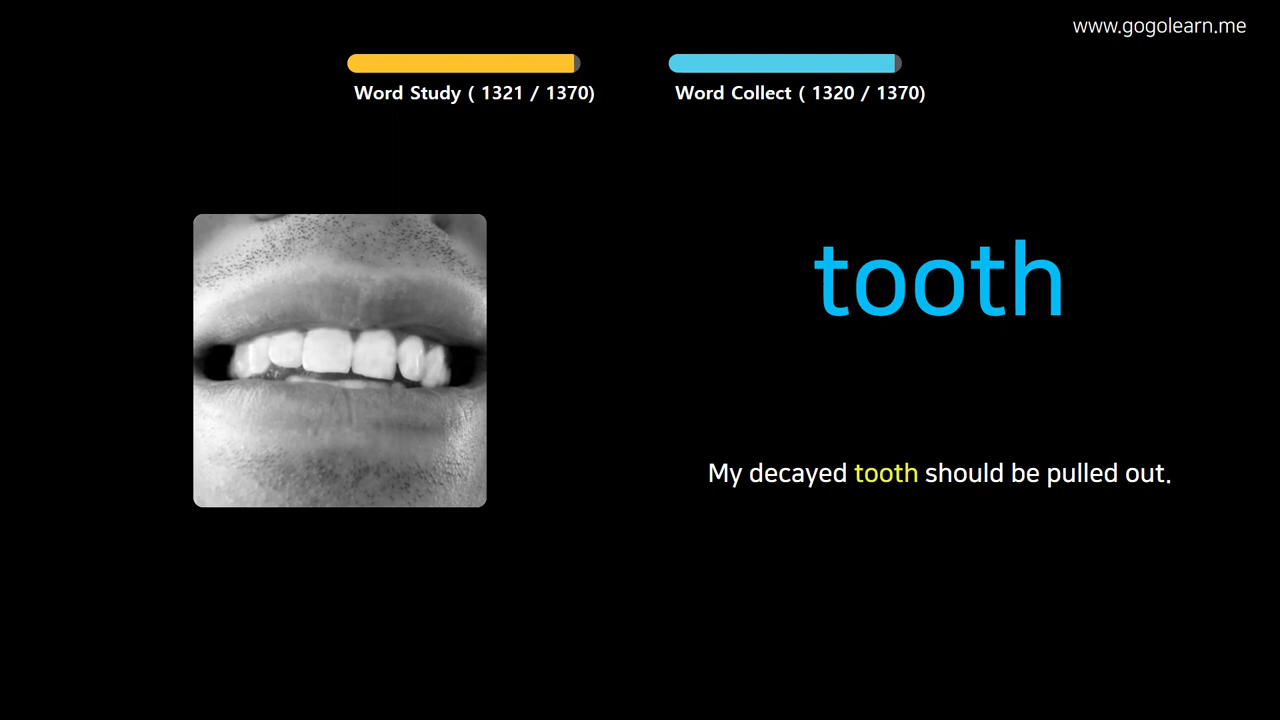 www.gogolearn.me
Word Study ( 1321 / 1370)
Word Collect ( 1320 / 1370)
tooth
My decayed tooth should be pulled out.